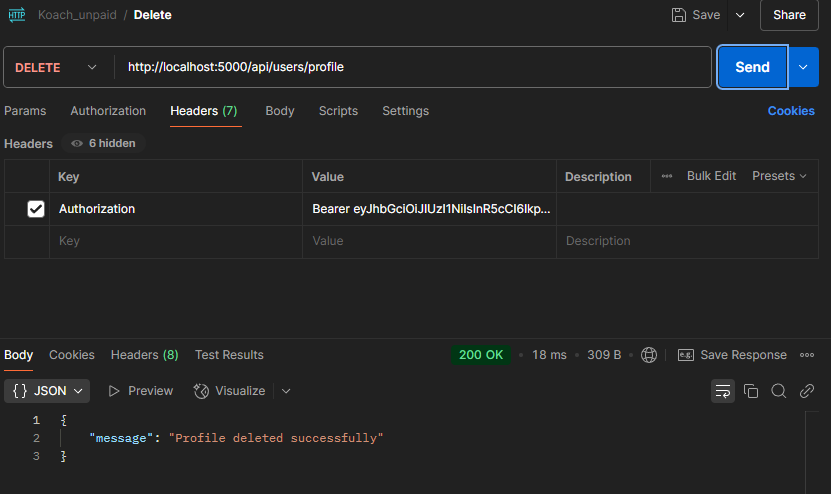 HTTP Koach_unpaid / Delete Save Share
DELETE http://localhost:5000/api/users/profile Send
Params Authorization Headers (7) Body Scripts Settings Cookies
Headers 6 hidden
Key Value Description Bulk Edit Presets
Authorization Bearer eyJhbGciOiJIUzI1NiIsInR5cCI6Ikp...
Key Value Description
Body Cookies Headers (8) Test Results 200 OK • 18 ms • 309 B • e.g. Save Response
{} JSON Preview Visualize
1 {
2 "message": "Profile deleted successfully"
3 }